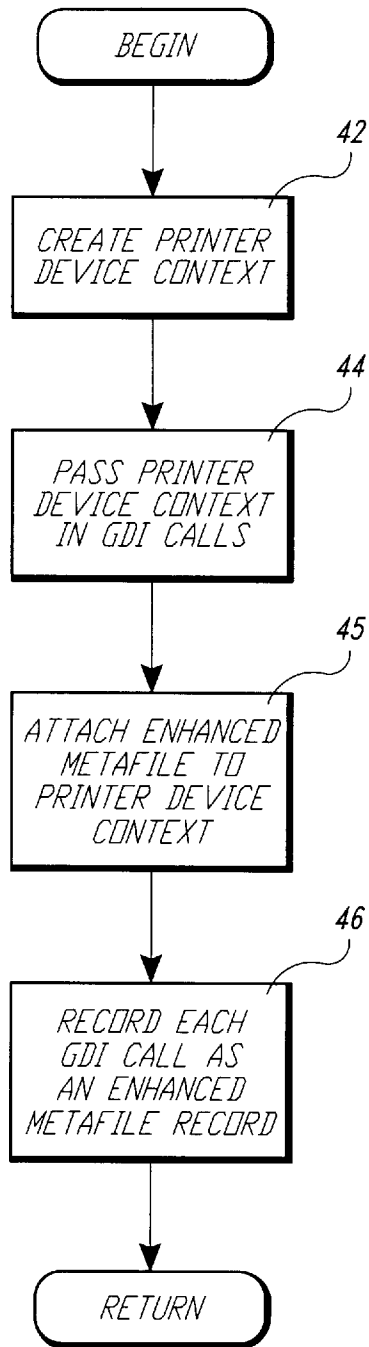 BEGIN
42
CREATE PRINTER
DEVICE CONTEXT
44
PASS PRINTER
DEVICE CONTEXT
IN GDI CALLS
45
ATTACH ENHANCED
METAFILE TO
PRINTER DEVICE
CONTEXT
46
RECORD EACH
GDI CALL AS
AN ENHANCED
METAFILE RECORD
RETURN